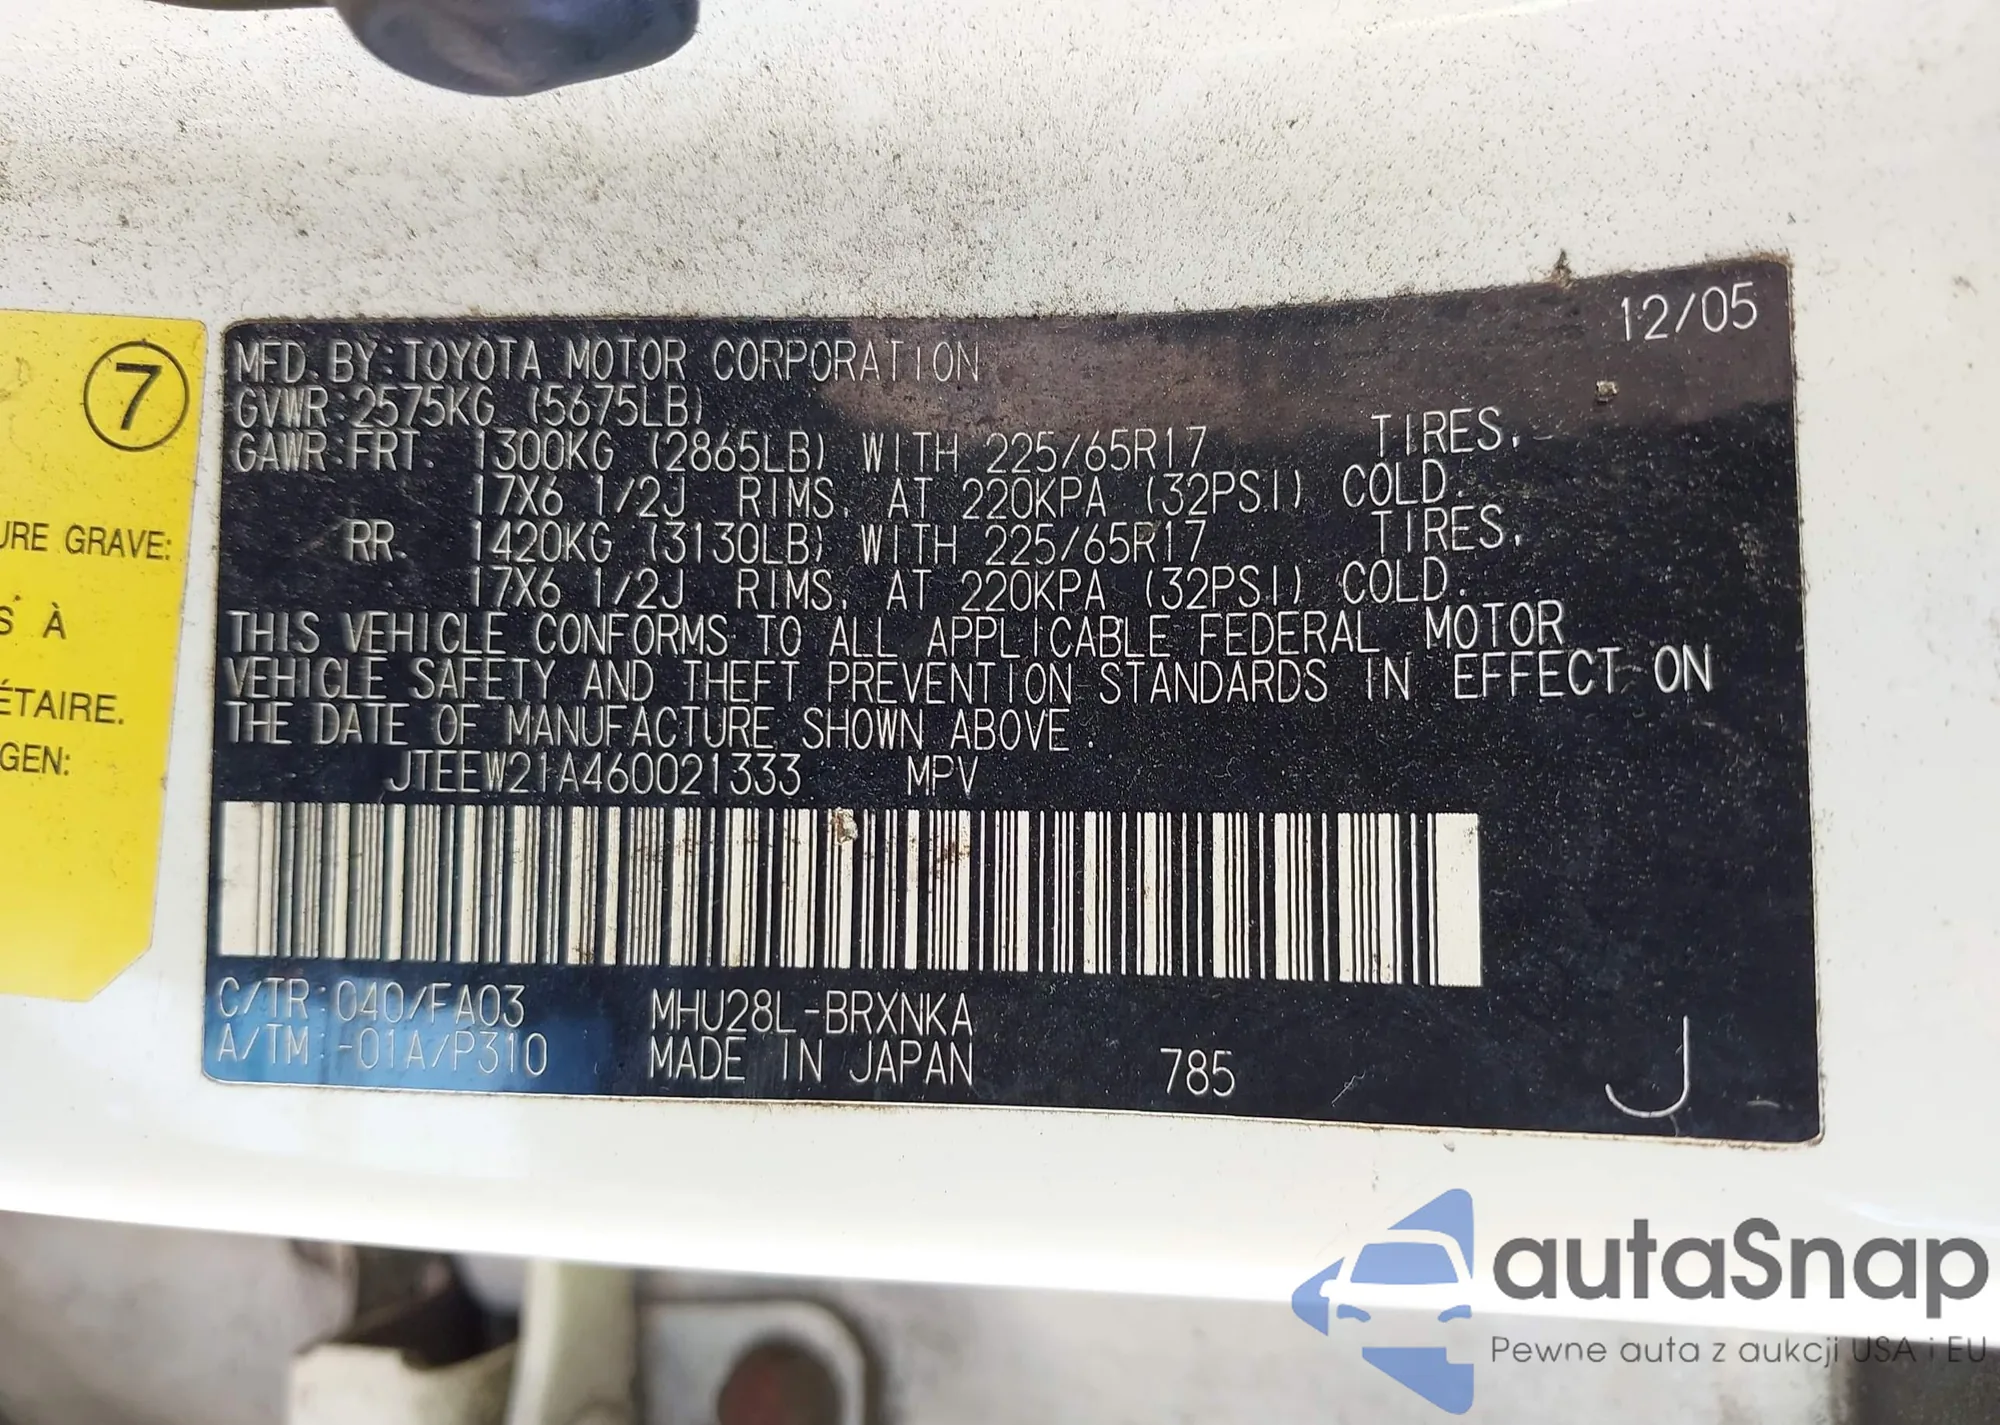 12/05
MFD.BY:TOYOTA MOTOR CORPORATION
GVWR:2575KG (5675LB)
GAWR:FRT. 1300KG (2865LB) WITH 225/65R17 TIRES.
17X6 1/2J RIMS. AT 220KPA (32PSI) COLD.
RR. 1420KG (3130LB) WITH 225/65R17 TIRES.
17X6 1/2J RIMS. AT 220KPA (32PSI) COLD.
THIS VEHICLE CONFORMS TO ALL APPLICABLE FEDERAL MOTOR
VEHICLE SAFETY AND THEFT PREVENTION STANDARDS IN EFFECT ON
THE DATE OF MANUFACTURE SHOWN ABOVE.
JTEEW21A460021333 MPV
C/TR:040/FA03 MHU28L-BRXNKA
A/TM:-01A/P310 MADE IN JAPAN 785 J
7
URE GRAVE:
S À
ÉTAIRE.
GEN:
autaSnap
Pewne auta z aukcji USA i EU